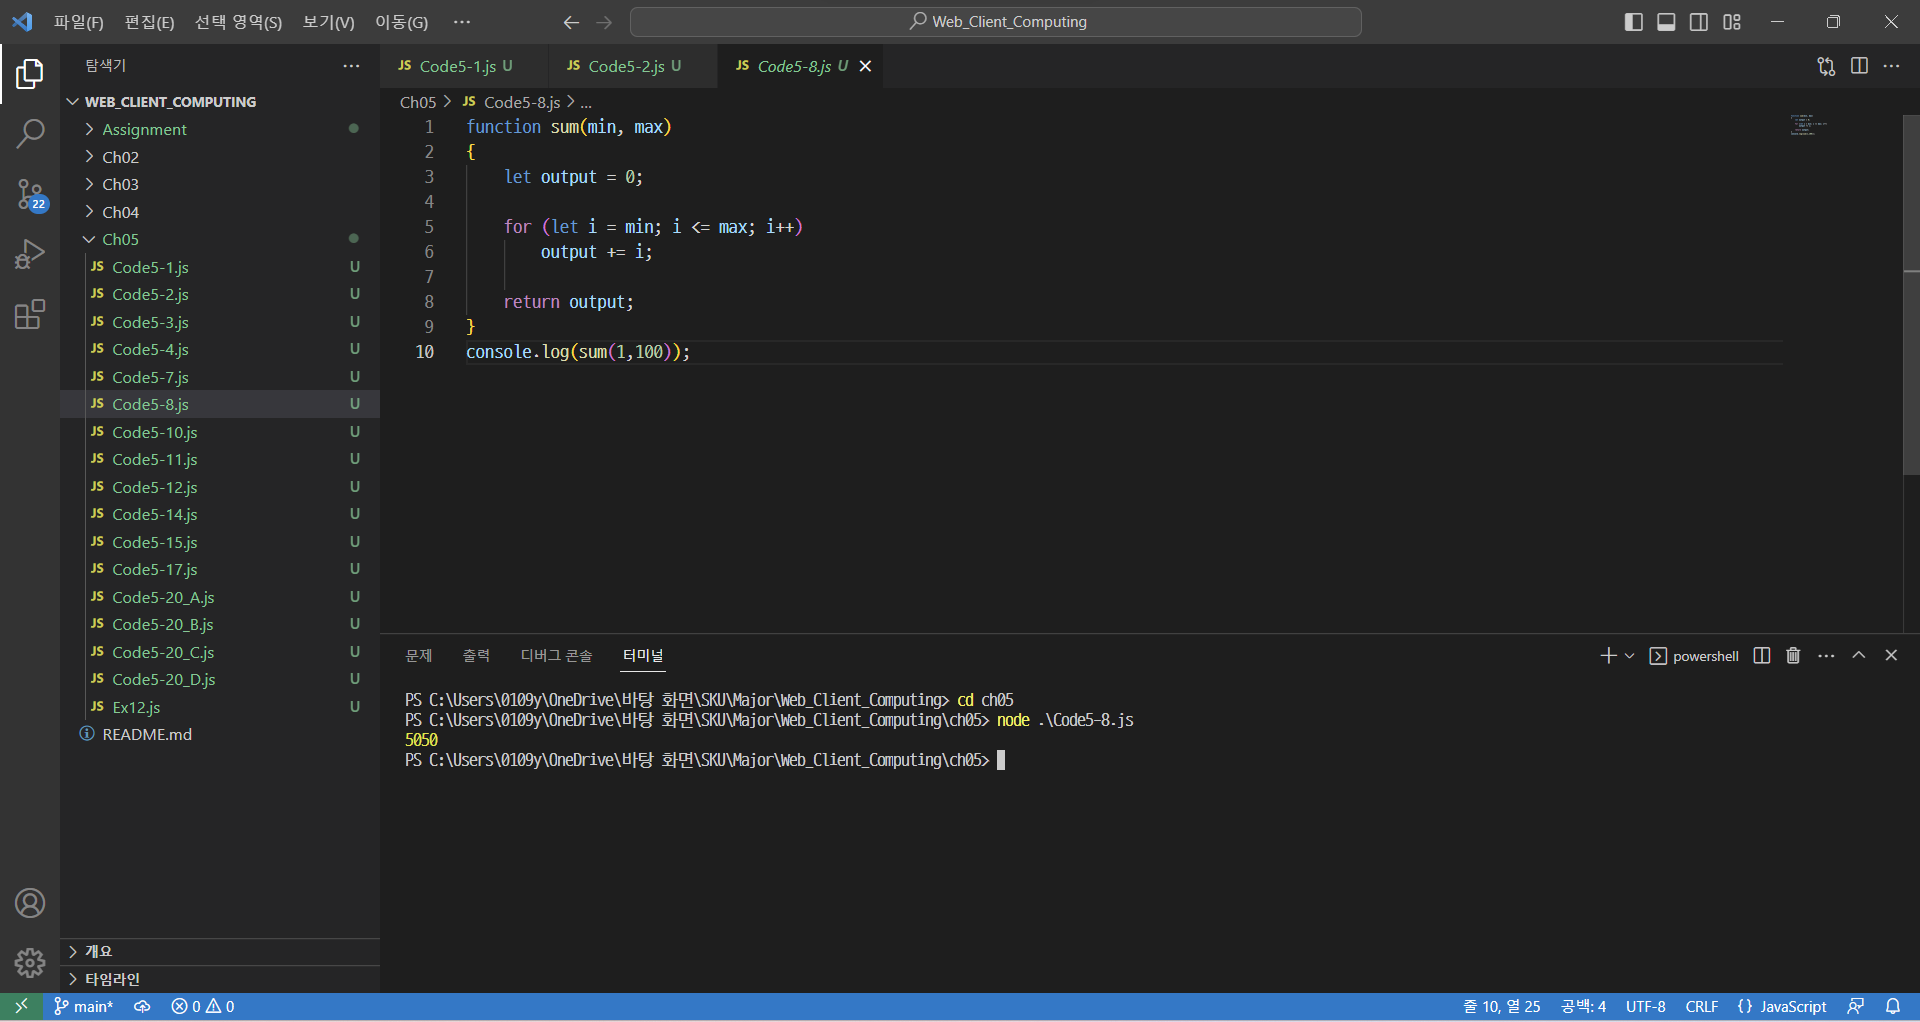 파일(F) 편집(E) 선택 영역(S) 보기(V) 이동(G) ··· Web_Client_Computing
탐색기
WEB_CLIENT_COMPUTING
Assignment
Ch02
Ch03
Ch04
Ch05
JS Code5-1.js U
JS Code5-2.js U
JS Code5-3.js U
JS Code5-4.js U
JS Code5-7.js U
JS Code5-8.js U
JS Code5-10.js U
JS Code5-11.js U
JS Code5-12.js U
JS Code5-14.js U
JS Code5-15.js U
JS Code5-17.js U
JS Code5-20_A.js U
JS Code5-20_B.js U
JS Code5-20_C.js U
JS Code5-20_D.js U
JS Ex12.js U
README.md
22
개요
타임라인
JS Code5-1.js U JS Code5-2.js U JS Code5-8.js U
Ch05 > JS Code5-8.js > ...
1 function sum(min, max)
2 {
3 let output = 0;
4
5 for (let i = min; i <= max; i++)
6 output += i;
7
8 return output;
9 }
10 console.log(sum(1,100));
문제 출력 디버그 콘솔 터미널 powershell
PS C:\Users\0109y\OneDrive\바탕 화면\SKU\Major\Web_Client_Computing> cd ch05
PS C:\Users\0109y\OneDrive\바탕 화면\SKU\Major\Web_Client_Computing\ch05> node .\Code5-8.js
5050
PS C:\Users\0109y\OneDrive\바탕 화면\SKU\Major\Web_Client_Computing\ch05>
main* 0 0 줄 10, 열 25 공백: 4 UTF-8 CRLF {} JavaScript